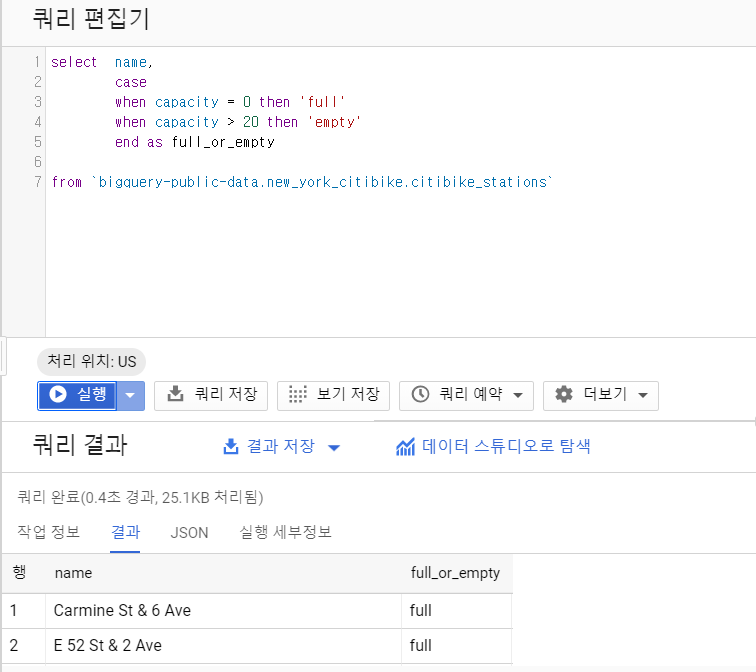 쿼리 편집기
1 select name,
2 case
3 when capacity = 0 then 'full'
4 when capacity > 20 then 'empty'
5 end as full_or_empty
6
7 from `bigquery-public-data.new_york_citibike.citibike_stations`
처리 위치: US
실행 쿼리 저장 보기 저장 쿼리 예약 더보기
쿼리 결과 결과 저장 데이터 스튜디오로 탐색
쿼리 완료(0.4초 경과, 25.1KB 처리됨)
작업 정보 결과 JSON 실행 세부정보
행 name full_or_empty
1 Carmine St & 6 Ave full
2 E 52 St & 2 Ave full